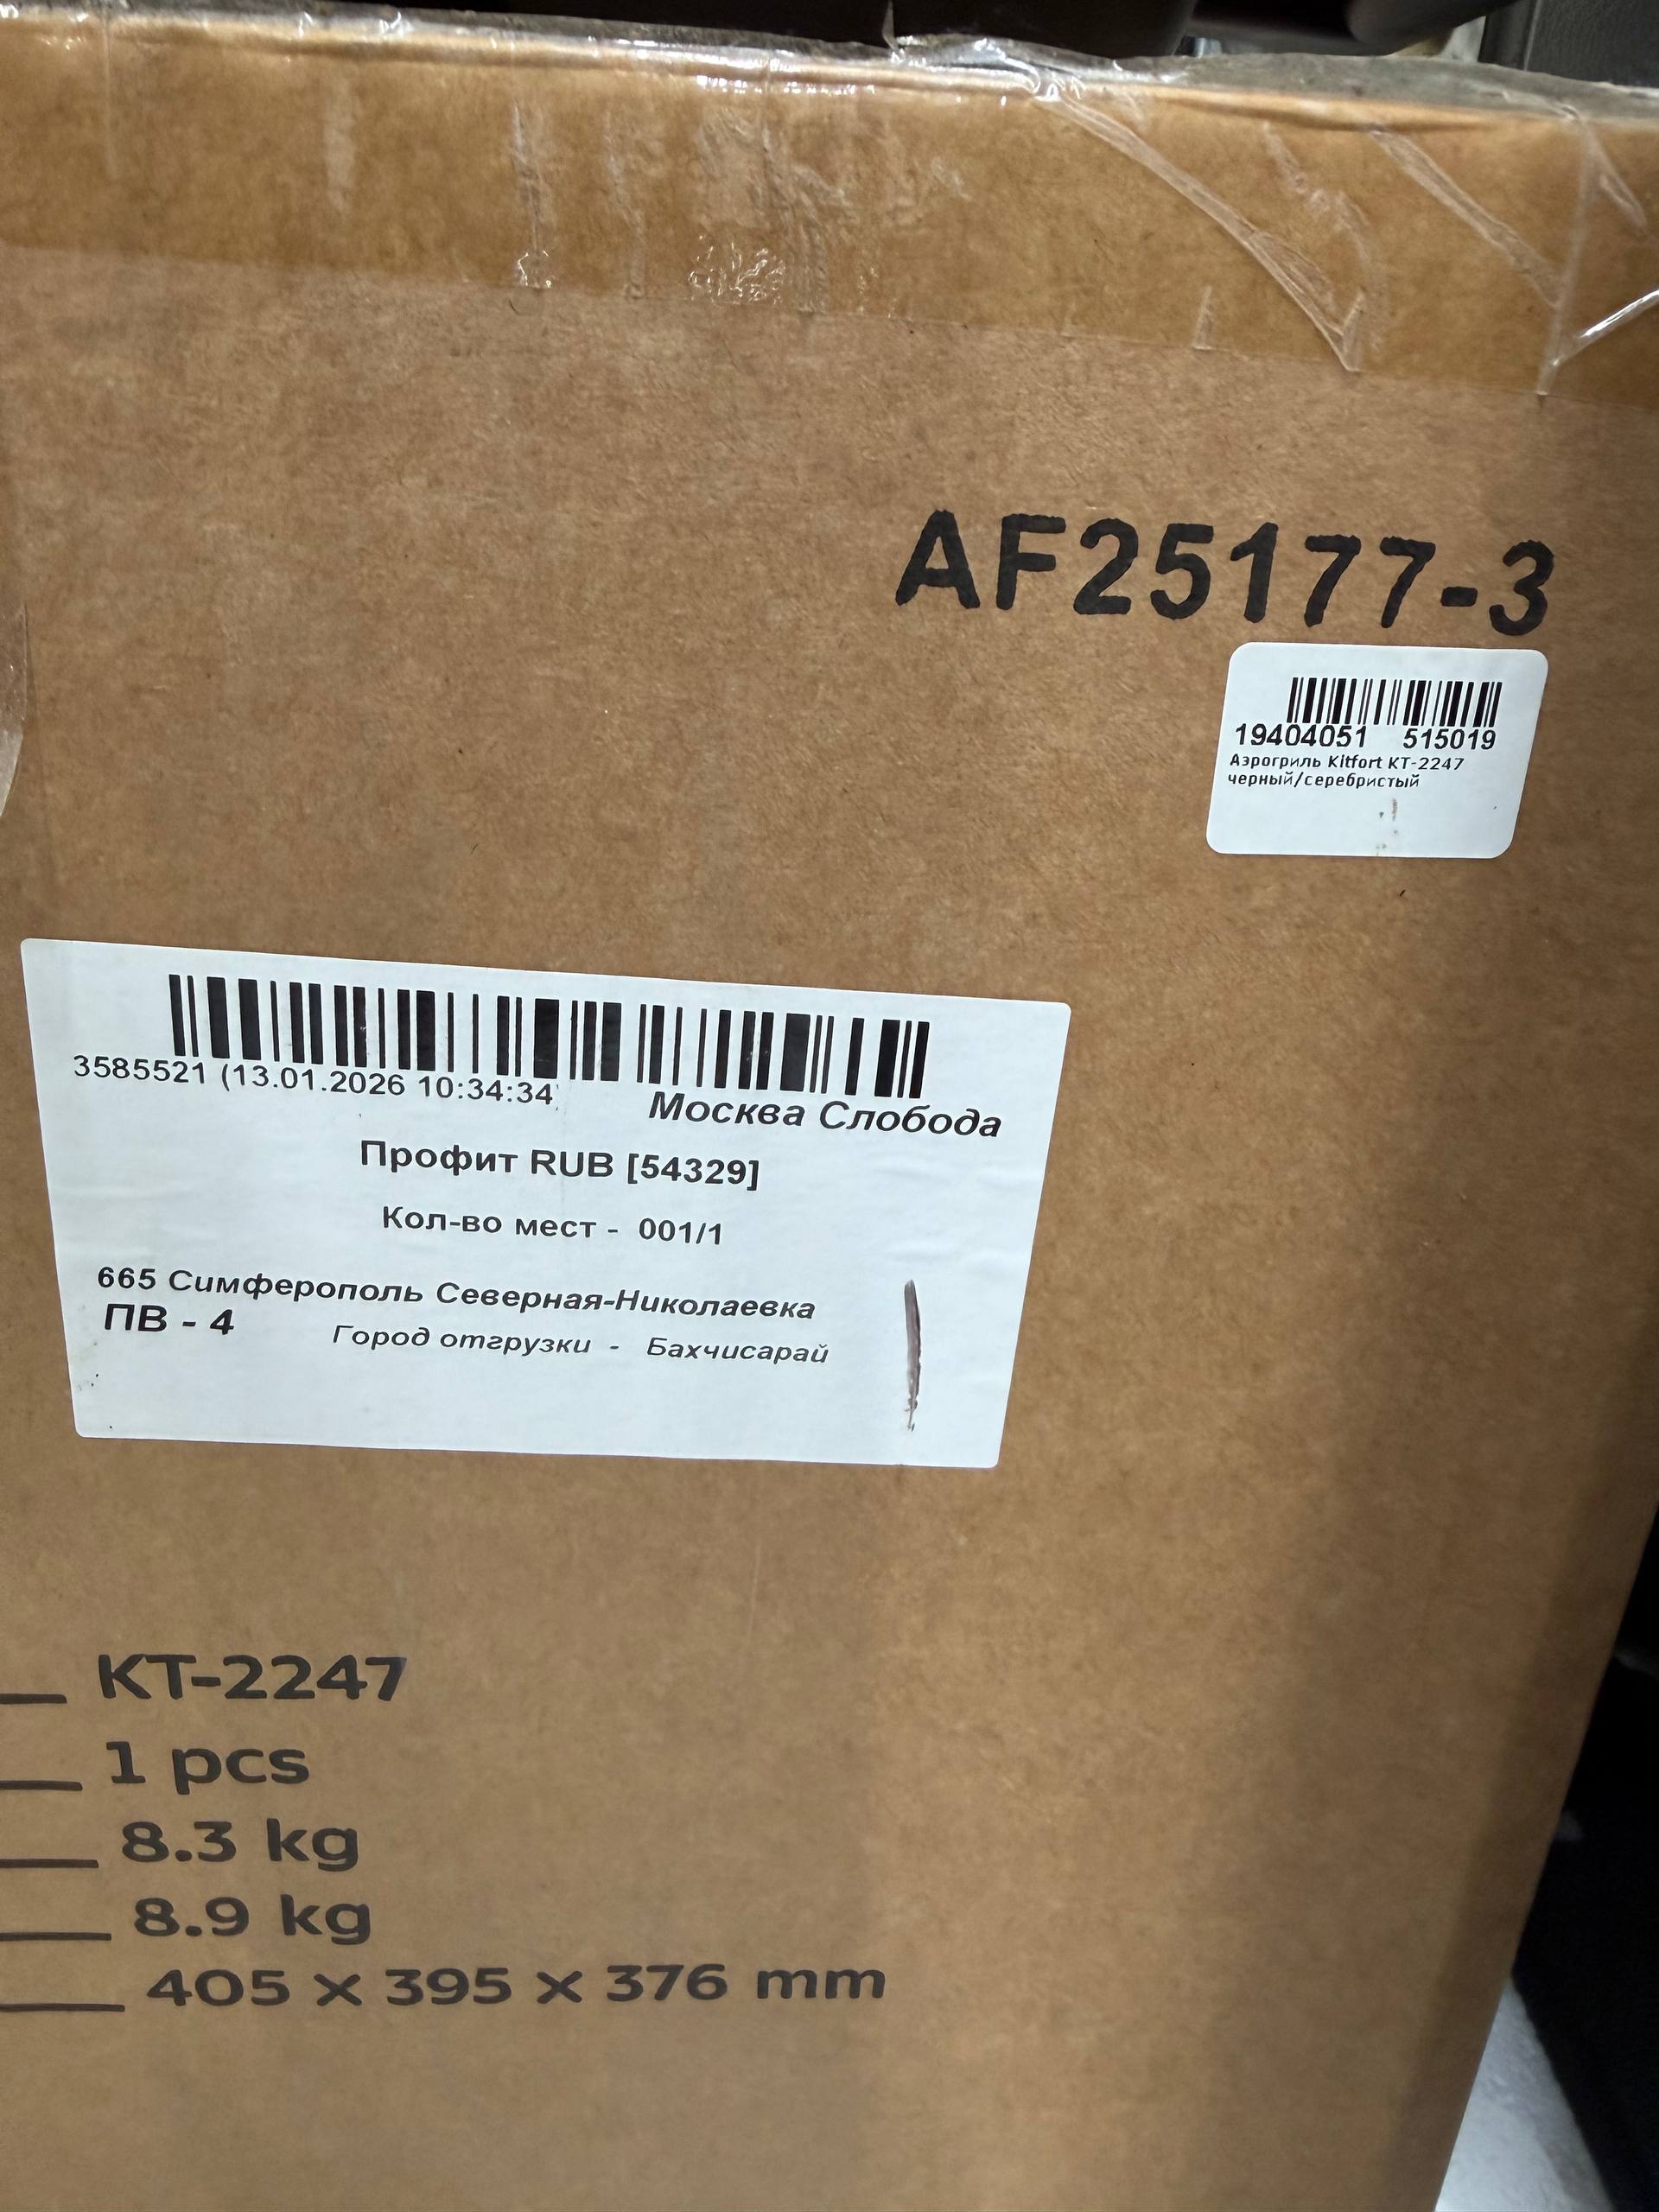 AF25177-3
19404051 515019
Аэрогриль Kitfort КТ-2247
черный/серебристый
3585521 (13.01.2026 10:34:34)
Москва Слобода
Профит RUB [54329]
Кол-во мест - 001/1
665 Симферополь Северная-Николаевка
ПВ - 4
Город отгрузки - Бахчисарай
КТ-2247
1 pcs
8.3 kg
8.9 kg
405 x 395 x 376 mm